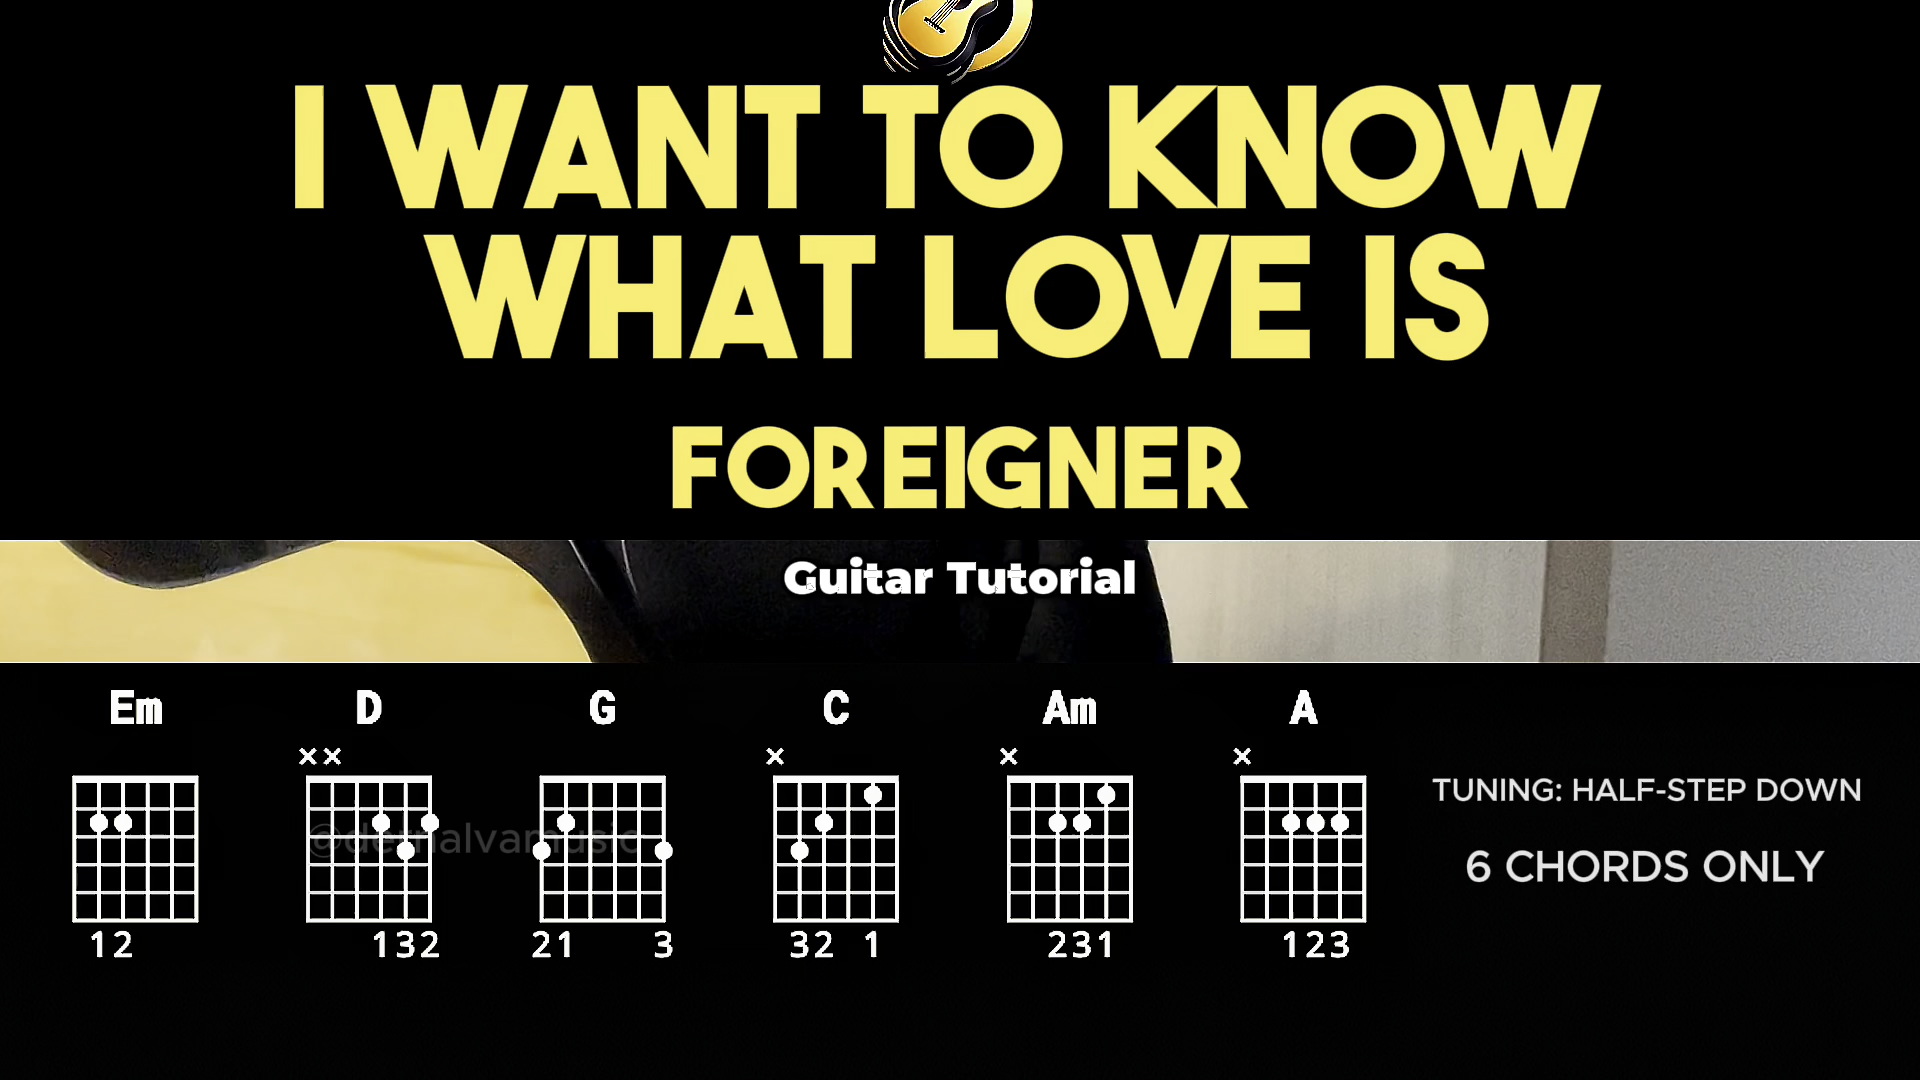 I WANT TO KNOW
WHAT LOVE IS
FOREIGNER
Guitar Tutorial
Em D G C Am A
×× × × ×
TUNING: HALF-STEP DOWN
@dernalvamusic
6 CHORDS ONLY
12 132 21 3 32 1 231 123